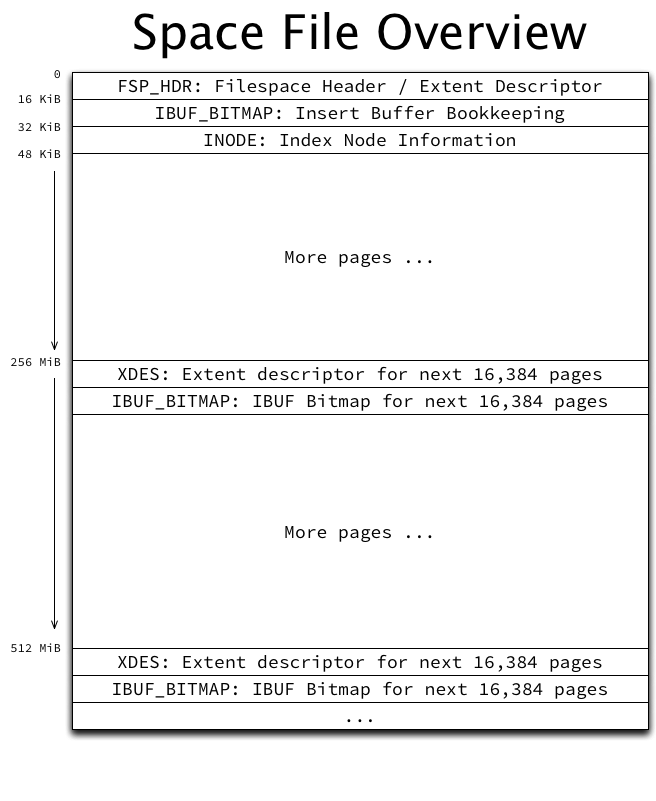 Space File Overview
0
FSP_HDR: Filespace Header / Extent Descriptor
16 KiB
IBUF_BITMAP: Insert Buffer Bookkeeping
32 KiB
INODE: Index Node Information
48 KiB
More pages ...
256 MiB
XDES: Extent descriptor for next 16,384 pages
IBUF_BITMAP: IBUF Bitmap for next 16,384 pages
More pages ...
512 MiB
XDES: Extent descriptor for next 16,384 pages
IBUF_BITMAP: IBUF Bitmap for next 16,384 pages
...